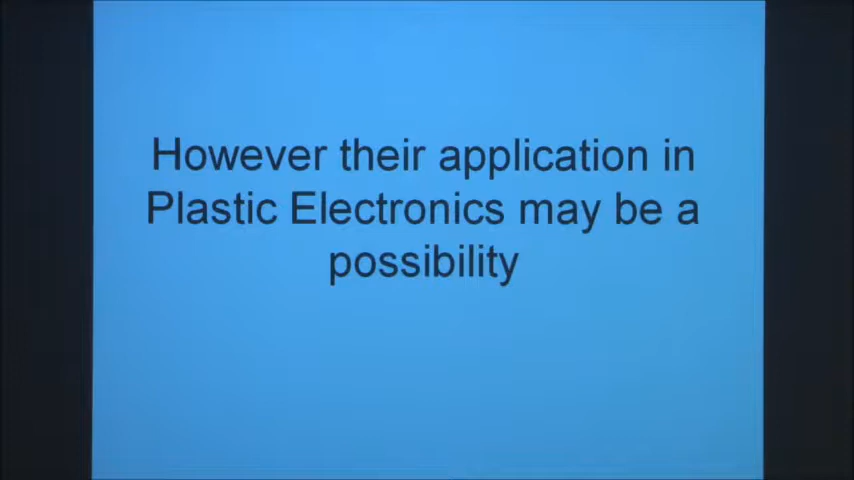 However their application in
Plastic Electronics may be a
possibility